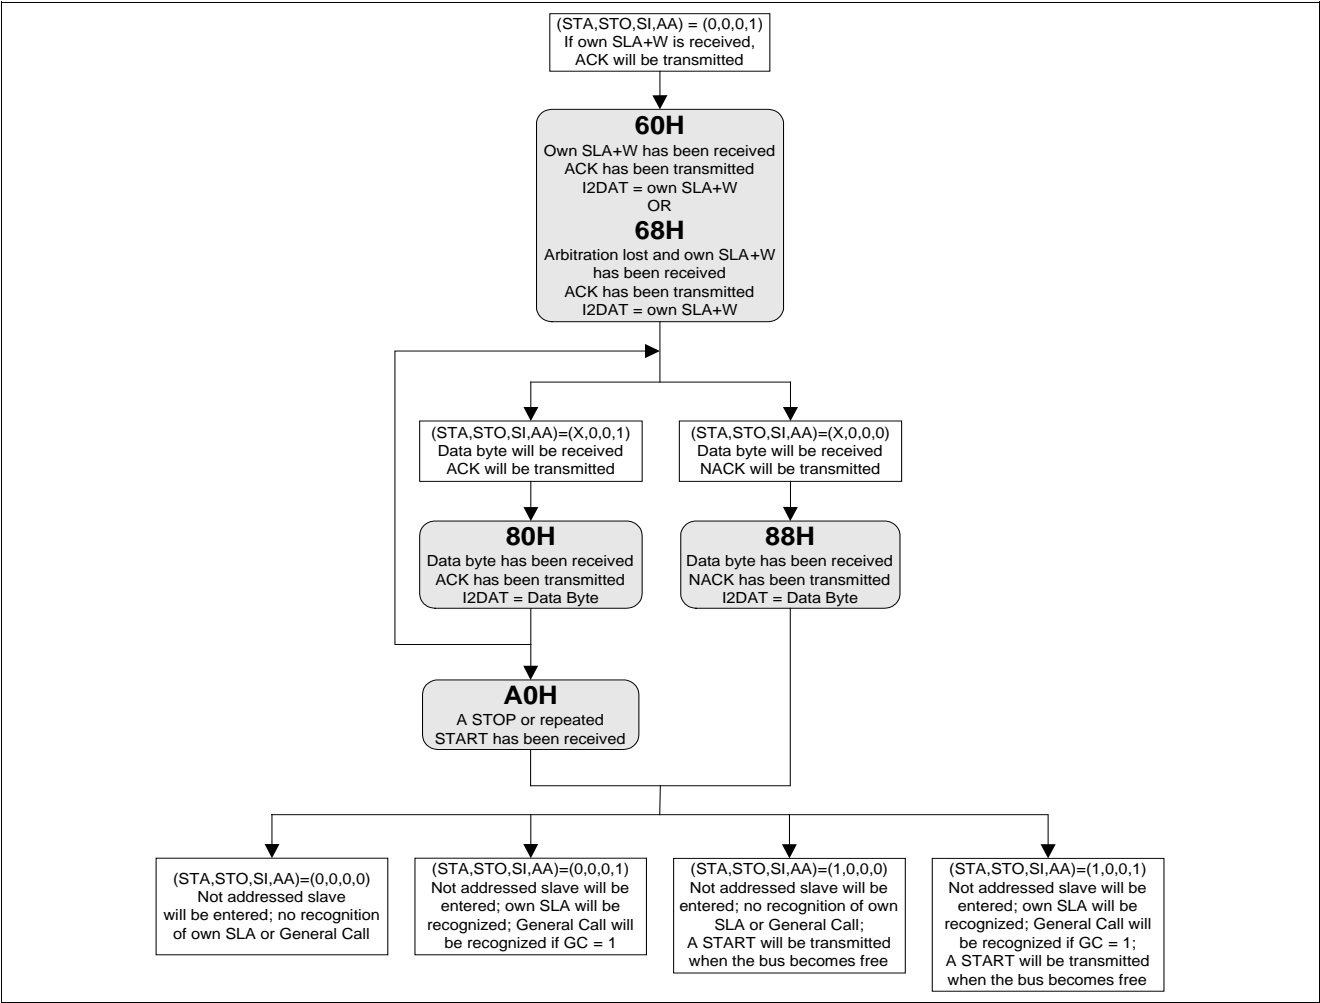 (STA,STO,SI,AA) = (0,0,0,1)
If own SLA+W is received,
ACK will be transmitted
60H
Own SLA+W has been received
ACK has been transmitted
I2DAT = own SLA+W
OR
68H
Arbitration lost and own SLA+W
has been received
ACK has been transmitted
I2DAT = own SLA+W
(STA,STO,SI,AA)=(X,0,0,1)
Data byte will be received
ACK will be transmitted
(STA,STO,SI,AA)=(X,0,0,0)
Data byte will be received
NACK will be transmitted
80H
Data byte has been received
ACK has been transmitted
I2DAT = Data Byte
88H
Data byte has been received
NACK has been transmitted
I2DAT = Data Byte
A0H
A STOP or repeated
START has been received
(STA,STO,SI,AA)=(0,0,0,0)
Not addressed slave
will be entered; no recognition
of own SLA or General Call
(STA,STO,SI,AA)=(0,0,0,1)
Not addressed slave will be
entered; own SLA will be
recognized; General Call will
be recognized if GC = 1
(STA,STO,SI,AA)=(1,0,0,0)
Not addressed slave will be
entered; no recognition of own
SLA or General Call;
A START will be transmitted
when the bus becomes free
(STA,STO,SI,AA)=(1,0,0,1)
Not addressed slave will be
entered; own SLA will be
recognized; General Call will
be recognized if GC = 1;
A START will be transmitted
when the bus becomes free